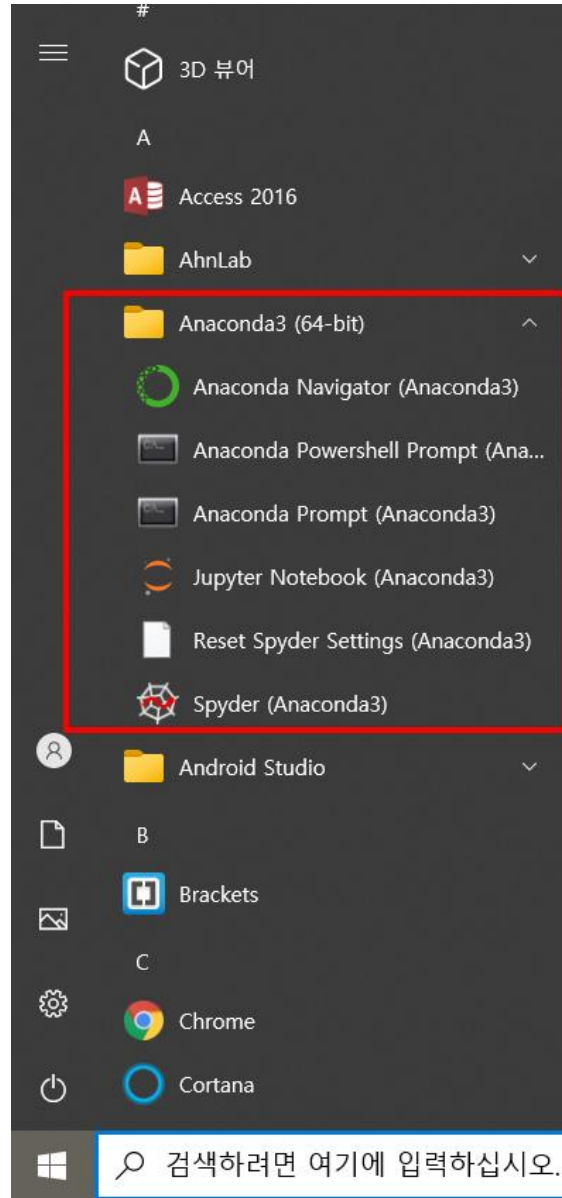 #
3D 뷰어
A
Access 2016
AhnLab
Anaconda3 (64-bit)
Anaconda Navigator (Anaconda3)
Anaconda Powershell Prompt (Ana...
Anaconda Prompt (Anaconda3)
Jupyter Notebook (Anaconda3)
Reset Spyder Settings (Anaconda3)
Spyder (Anaconda3)
Android Studio
B
Brackets
C
Chrome
Cortana
검색하려면 여기에 입력하십시오.